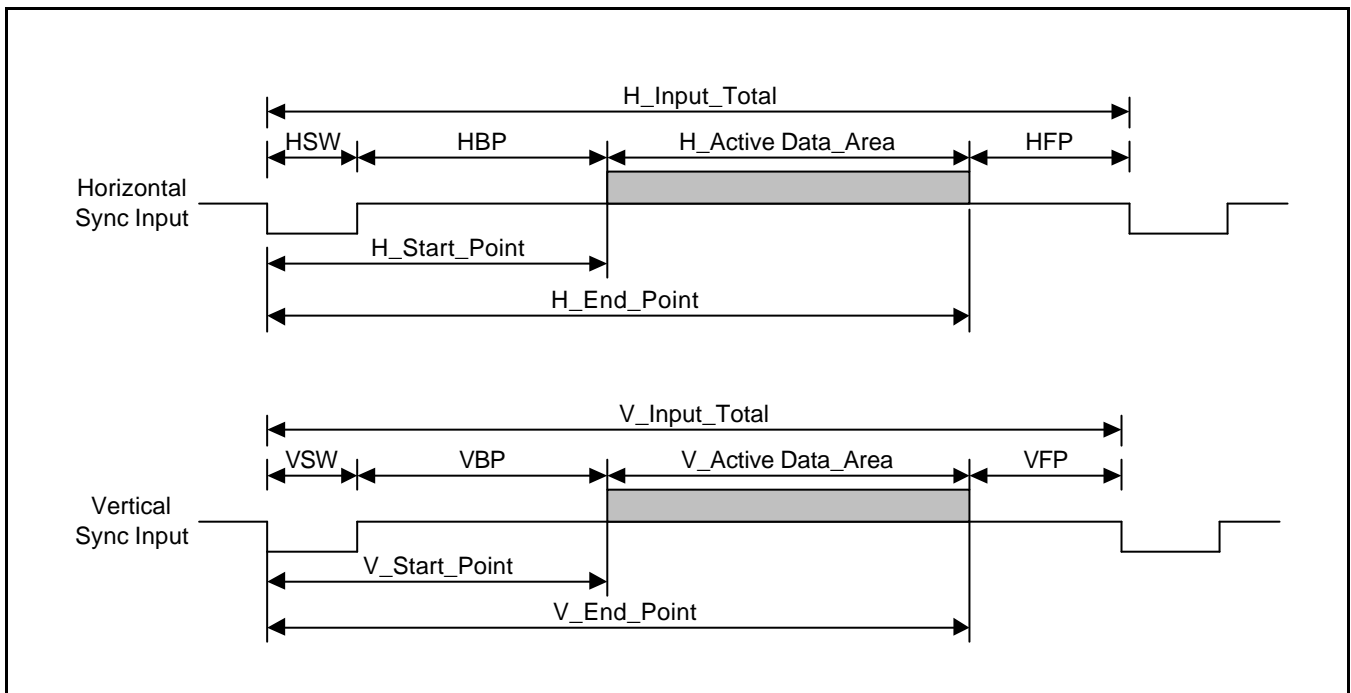 H_Input_Total
HSW
HBP
H_Active Data_Area
HFP
Horizontal
Sync Input
H_Start_Point
H_End_Point
V_Input_Total
VSW
VBP
V_Active Data_Area
VFP
Vertical
Sync Input
V_Start_Point
V_End_Point